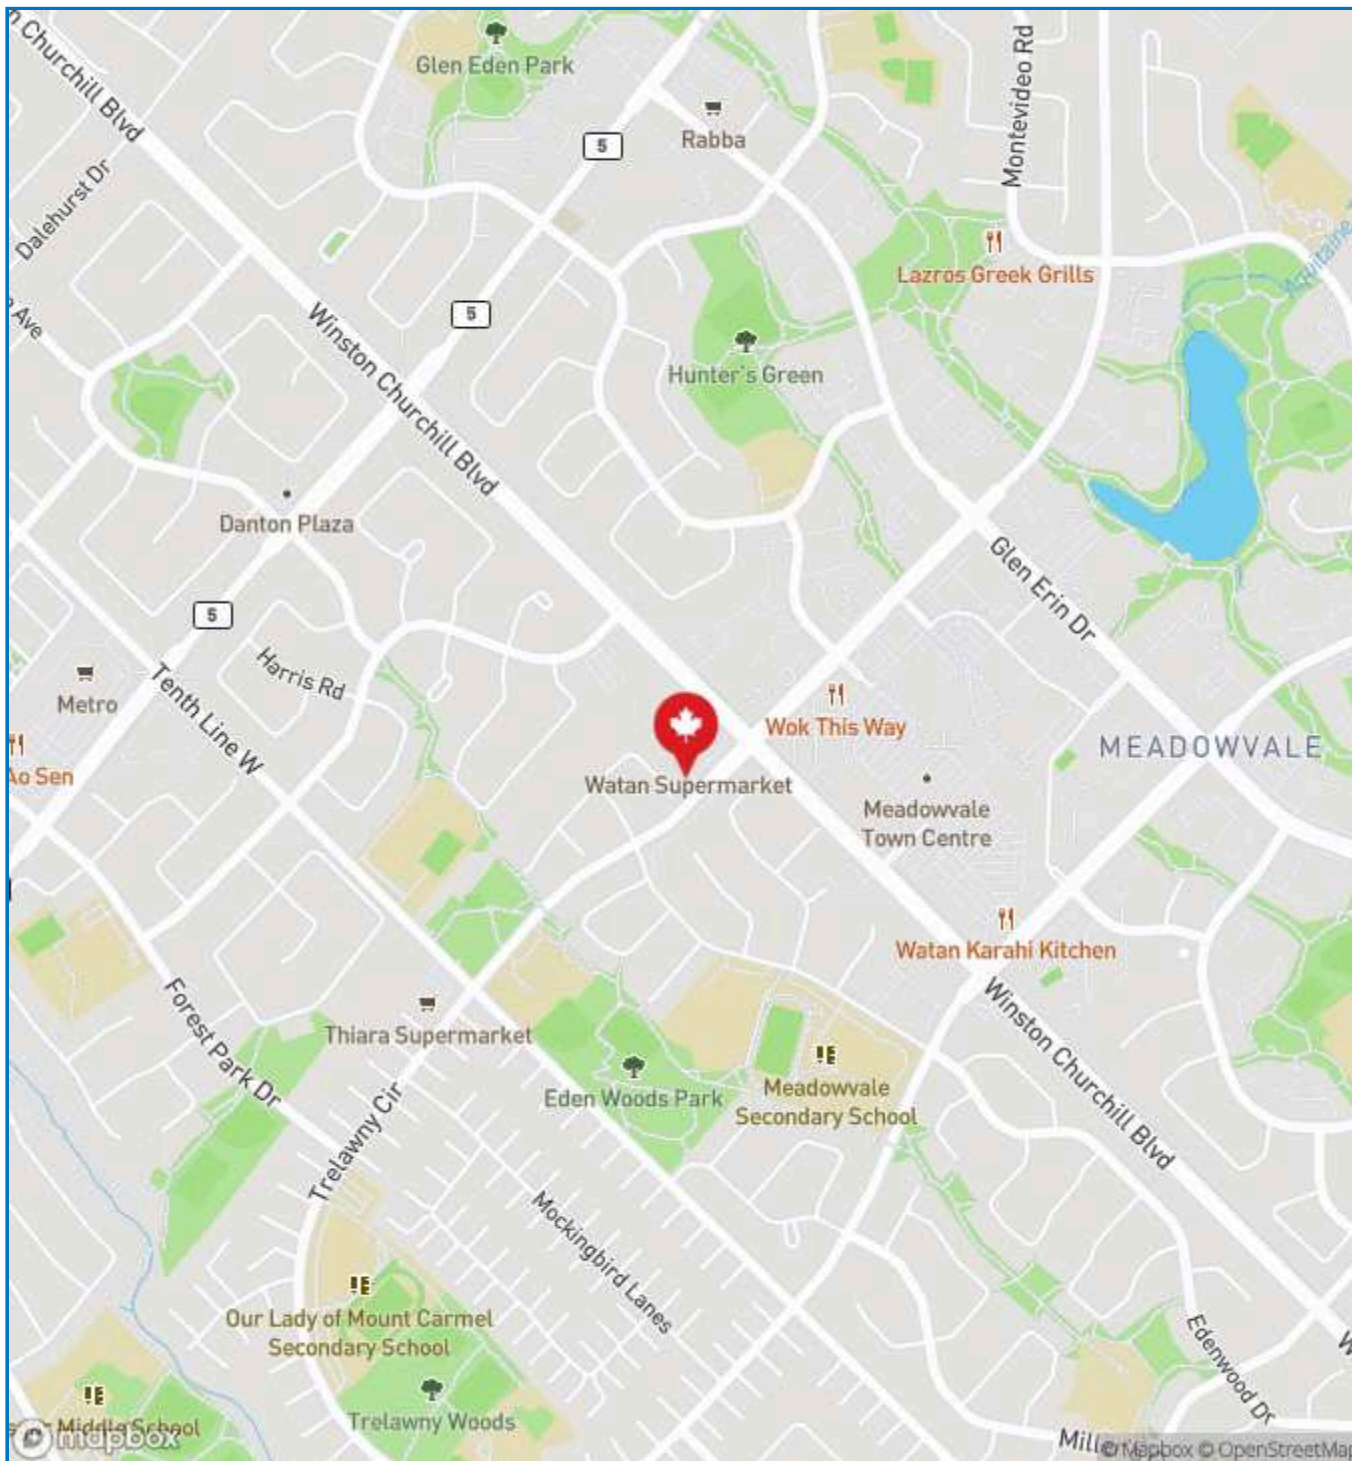 n Churchill Blvd
Glen Eden Park
Rabba
5
Montevideo Rd
Dalehurst Dr
Lazros Greek Grills
Aquitaine
Ave
5
Winston Churchill Blvd
Hunter's Green
Danton Plaza
Glen Erin Dr
5
Harris Rd
Metro
Tenth Line W
Wok This Way
MEADOWVALE
Ao Sen
Watan Supermarket
Meadowvale
Town Centre
Watan Karahi Kitchen
Forest Park Dr
Thiara Supermarket
Winston Churchill Blvd
Eden Woods Park
Meadowvale
Secondary School
Trelawny Cir
Mockingbird Lanes
Our Lady of Mount Carmel
Secondary School
Edenwood Dr
W
Trelawny Woods
Middle School
mapbox
Mille
© Mapbox © OpenStreetMap